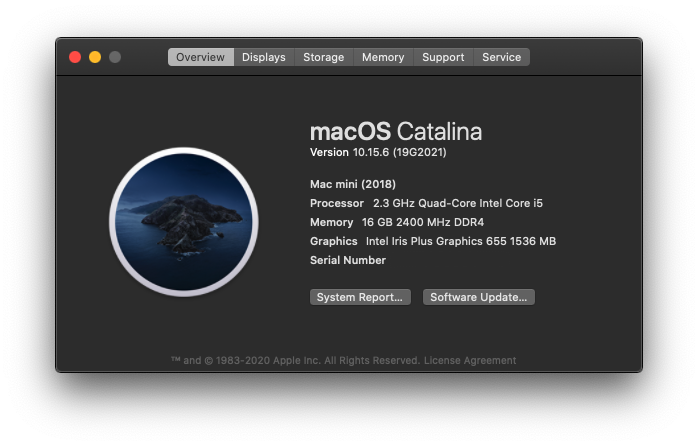 Overview Displays Storage Memory Support Service
macOS Catalina
Version 10.15.6 (19G2021)
Mac mini (2018)
Processor 2.3 GHz Quad-Core Intel Core i5
Memory 16 GB 2400 MHz DDR4
Graphics Intel Iris Plus Graphics 655 1536 MB
Serial Number
System Report... Software Update...
™ and © 1983-2020 Apple Inc. All Rights Reserved. License Agreement